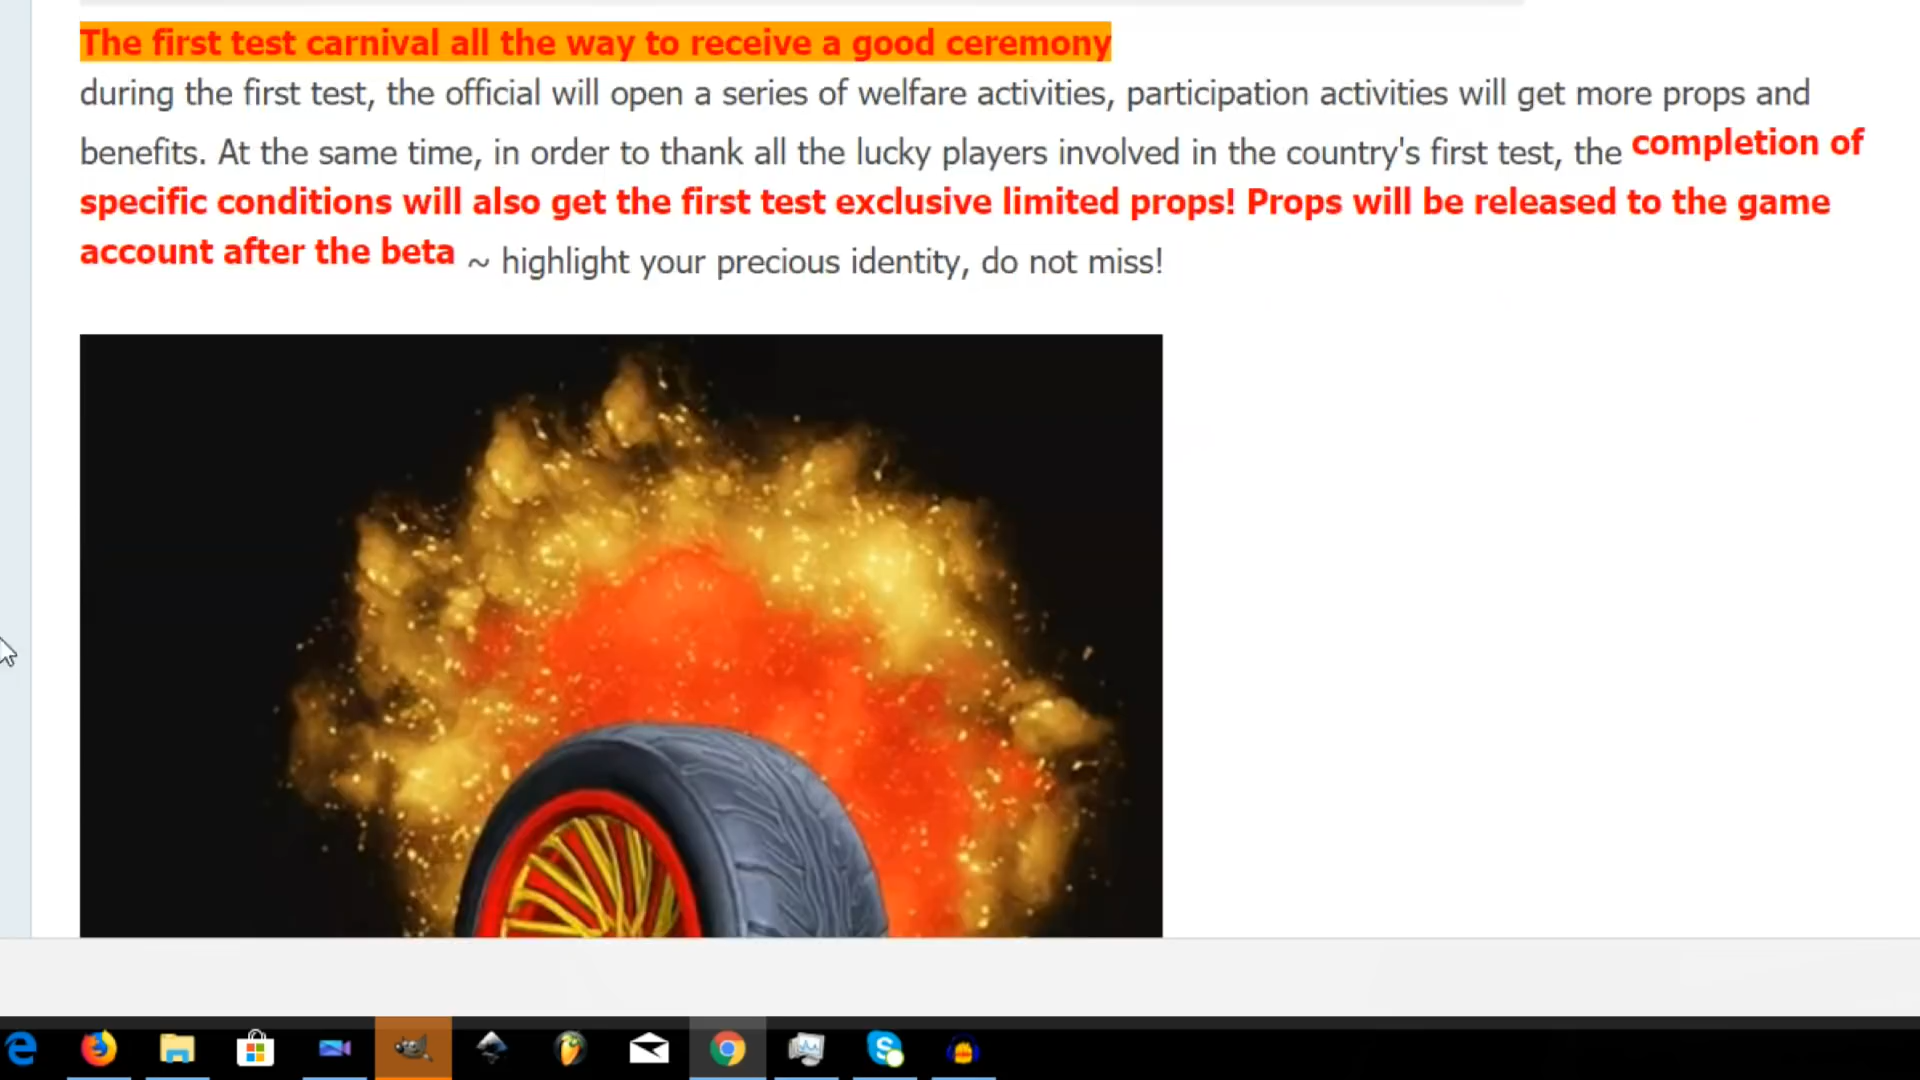 The first test carnival all the way to receive a good ceremony
during the first test, the official will open a series of welfare activities, participation activities will get more props and
benefits. At the same time, in order to thank all the lucky players involved in the country's first test, the completion of
specific conditions will also get the first test exclusive limited props! Props will be released to the game
account after the beta ~ highlight your precious identity, do not miss!